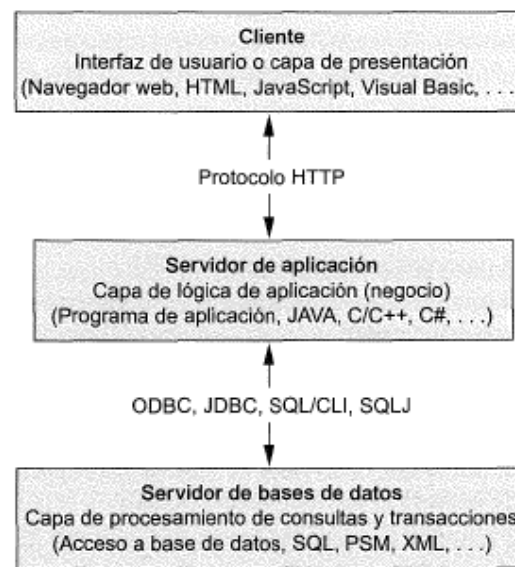 Cliente
Interfaz de usuario o capa de presentación
(Navegador web, HTML, JavaScript, Visual Basic, . . .
Protocolo HTTP
Servidor de aplicación
Capa de lógica de aplicación (negocio)
(Programa de aplicación, JAVA, C/C++, C#, . . .)
ODBC, JDBC, SQL/CLI, SQLJ
Servidor de bases de datos
Capa de procesamiento de consultas y transacciones
(Acceso a base de datos, SQL, PSM, XML, . . .)